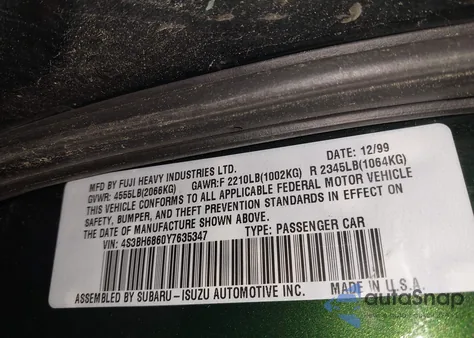 MFD BY FUJI HEAVY INDUSTRIES LTD. DATE: 12/99
GVWR: 4555LB(2066KG) GAWR:F 2210LB(1002KG) R 2345LB(1064KG)
THIS VEHICLE CONFORMS TO ALL APPLICABLE FEDERAL MOTOR VEHICLE
SAFETY, BUMPER, AND THEFT PREVENTION STANDARDS IN EFFECT ON
THE DATE OF MANUFACTURE SHOWN ABOVE.
VIN: 4S3BH6860Y7635347 TYPE: PASSENGER CAR
ASSEMBLED BY SUBARU-ISUZU AUTOMOTIVE INC. MADE IN U.S.A.
autoSnap